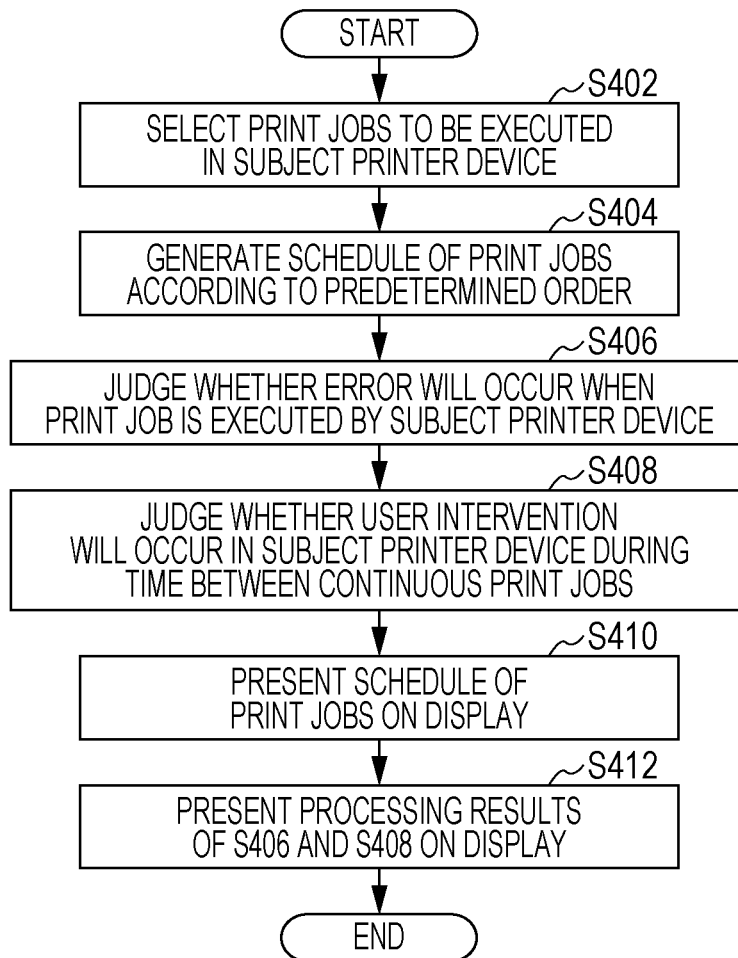 START
S402
SELECT PRINT JOBS TO BE EXECUTED
IN SUBJECT PRINTER DEVICE
S404
GENERATE SCHEDULE OF PRINT JOBS
ACCORDING TO PREDETERMINED ORDER
S406
JUDGE WHETHER ERROR WILL OCCUR WHEN
PRINT JOB IS EXECUTED BY SUBJECT PRINTER DEVICE
S408
JUDGE WHETHER USER INTERVENTION
WILL OCCUR IN SUBJECT PRINTER DEVICE DURING
TIME BETWEEN CONTINUOUS PRINT JOBS
S410
PRESENT SCHEDULE OF
PRINT JOBS ON DISPLAY
S412
PRESENT PROCESSING RESULTS
OF S406 AND S408 ON DISPLAY
END